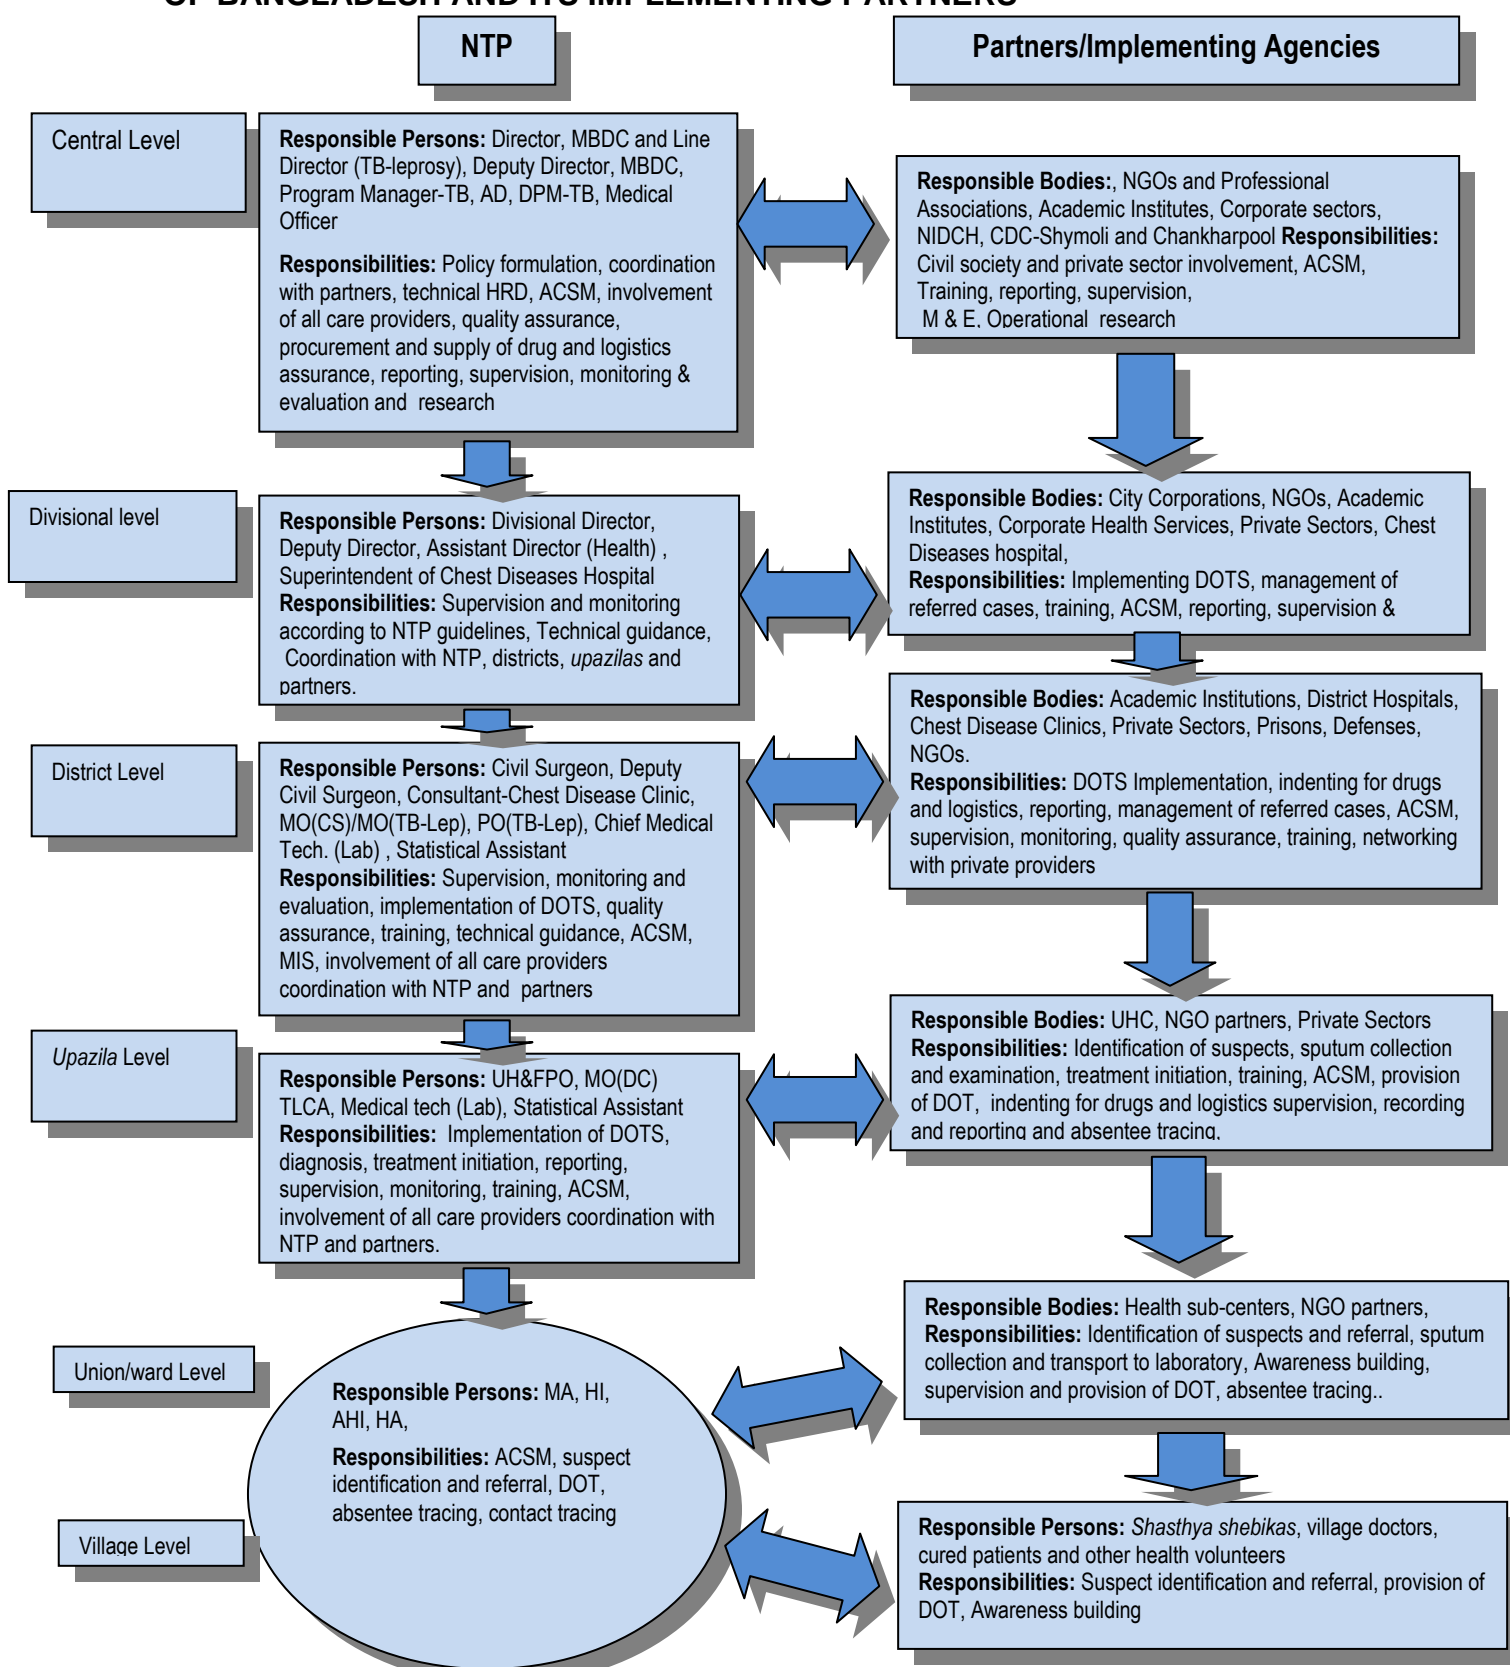 OF BANGLADESH AND ITS IMPLEMENTING PARTNERS
NTP
Partners/Implementing Agencies
Central Level
Responsible Persons: Director, MBDC and Line
Director (TB-leprosy), Deputy Director, MBDC,
Program Manager-TB, AD, DPM-TB, Medical
Officer
Responsibilities: Policy formulation, coordination
with partners, technical HRD, ACSM, involvement
of all care providers, quality assurance,
procurement and supply of drug and logistics
assurance, reporting, supervision, monitoring &
evaluation and research
Responsible Bodies:, NGOs and Professional
Associations, Academic Institutes, Corporate sectors,
NIDCH, CDC-Shymoli and Chankharpool Responsibilities:
Civil society and private sector involvement, ACSM,
Training, reporting, supervision,
M & E, Operational research
Divisional level
Responsible Persons: Divisional Director,
Deputy Director, Assistant Director (Health) ,
Superintendent of Chest Diseases Hospital
Responsibilities: Supervision and monitoring
according to NTP guidelines, Technical guidance,
Coordination with NTP, districts, upazilas and
partners.
Responsible Bodies: City Corporations, NGOs, Academic
Institutes, Corporate Health Services, Private Sectors, Chest
Diseases hospital,
Responsibilities: Implementing DOTS, management of
referred cases, training, ACSM, reporting, supervision &
District Level
Responsible Persons: Civil Surgeon, Deputy
Civil Surgeon, Consultant-Chest Disease Clinic,
MO(CS)/MO(TB-Lep), PO(TB-Lep), Chief Medical
Tech. (Lab) , Statistical Assistant
Responsibilities: Supervision, monitoring and
evaluation, implementation of DOTS, quality
assurance, training, technical guidance, ACSM,
MIS, involvement of all care providers
coordination with NTP and partners
Responsible Bodies: Academic Institutions, District Hospitals,
Chest Disease Clinics, Private Sectors, Prisons, Defenses,
NGOs.
Responsibilities: DOTS Implementation, indenting for drugs
and logistics, reporting, management of referred cases, ACSM,
supervision, monitoring, quality assurance, training, networking
with private providers
Upazila Level
Responsible Persons: UH&FPO, MO(DC)
TLCA, Medical tech (Lab), Statistical Assistant
Responsibilities: Implementation of DOTS,
diagnosis, treatment initiation, reporting,
supervision, monitoring, training, ACSM,
involvement of all care providers coordination with
NTP and partners.
Responsible Bodies: UHC, NGO partners, Private Sectors
Responsibilities: Identification of suspects, sputum collection
and examination, treatment initiation, training, ACSM, provision
of DOT, indenting for drugs and logistics supervision, recording
and reporting and absentee tracing.
Union/ward Level
Responsible Persons: MA, HI,
AHI, HA,
Responsibilities: ACSM, suspect
identification and referral, DOT,
absentee tracing, contact tracing
Responsible Bodies: Health sub-centers, NGO partners,
Responsibilities: Identification of suspects and referral, sputum
collection and transport to laboratory, Awareness building,
supervision and provision of DOT, absentee tracing..
Village Level
Responsible Persons: Shasthya shebikas, village doctors,
cured patients and other health volunteers
Responsibilities: Suspect identification and referral, provision of
DOT, Awareness building